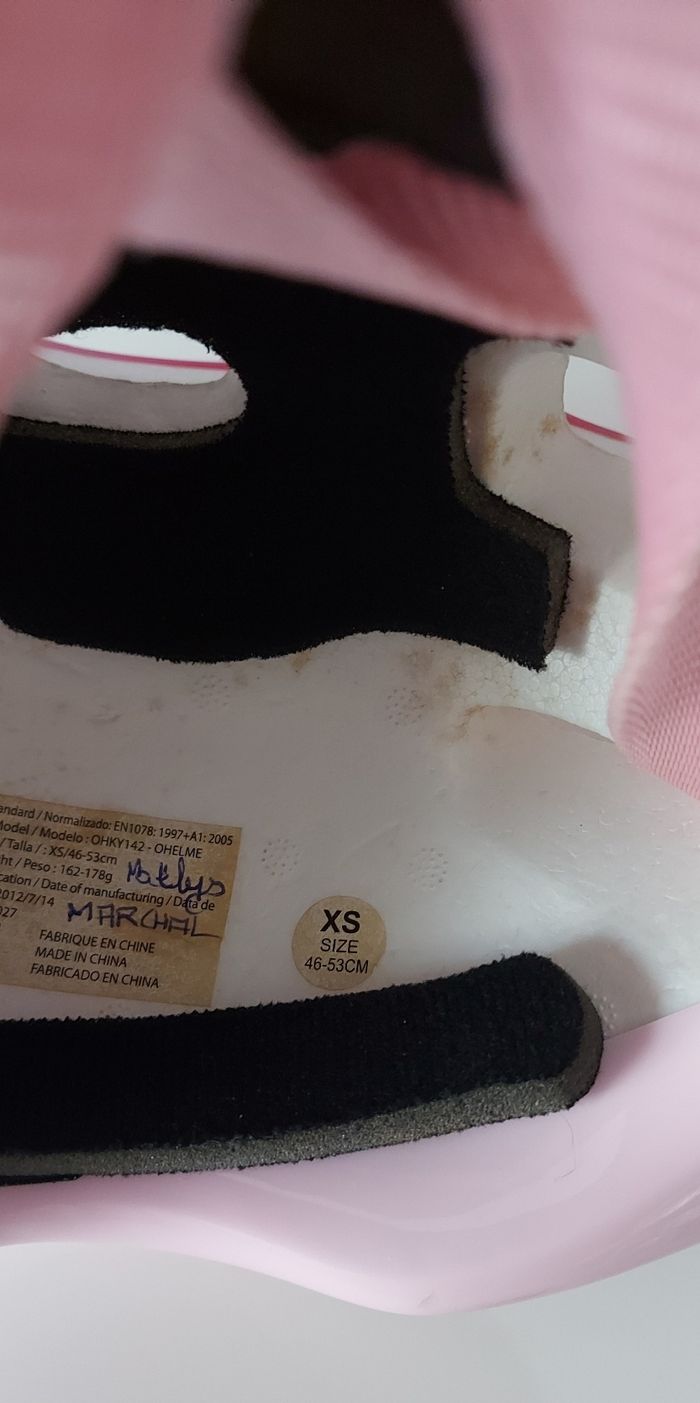 andard / Normalizado: EN1078: 1997+A1: 2005
Model / Modelo : OHKY142 - OHELME
/ Talla / : XS/46-53cm
ht / Peso : 162-178g
cation / Date of manufacturing / Data de
2012/7/14 MARCHAL
027
FABRIQUE EN CHINE
MADE IN CHINA
FABRICADO EN CHINA
XS
SIZE
46-53CM